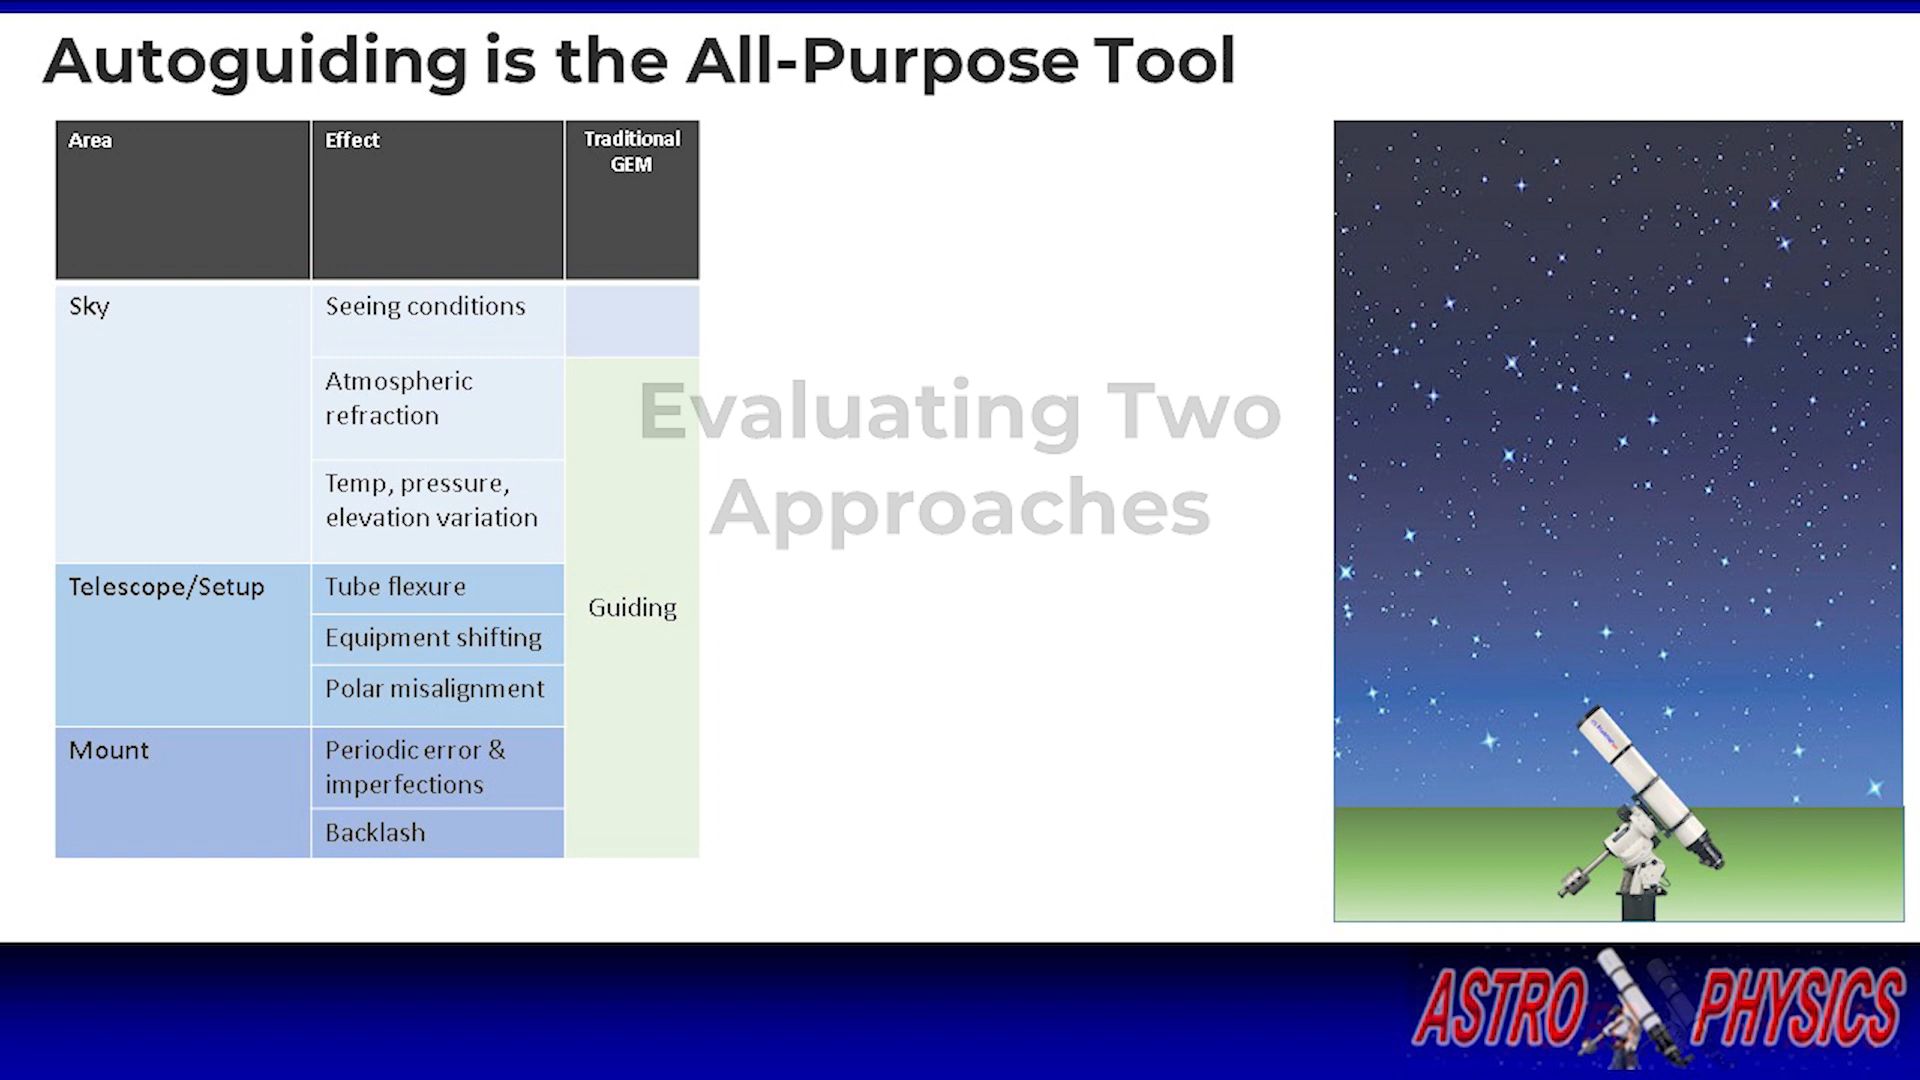 Autoguiding is the All-Purpose Tool
Area
Effect
Traditional
GEM
Sky
Seeing conditions
Atmospheric
refraction
Temp, pressure,
elevation variation
Telescope/Setup
Tube flexure
Equipment shifting
Polar misalignment
Mount
Periodic error &
imperfections
Backlash
Guiding
Evaluating Two
Approaches
ASTRO PHYSICS